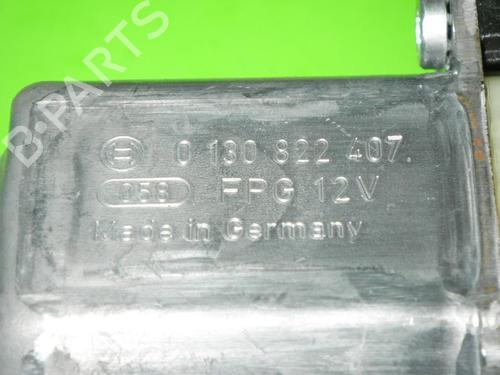 0 130 822 407.
058 FPG 12V
Made in Germany
B-PARTS